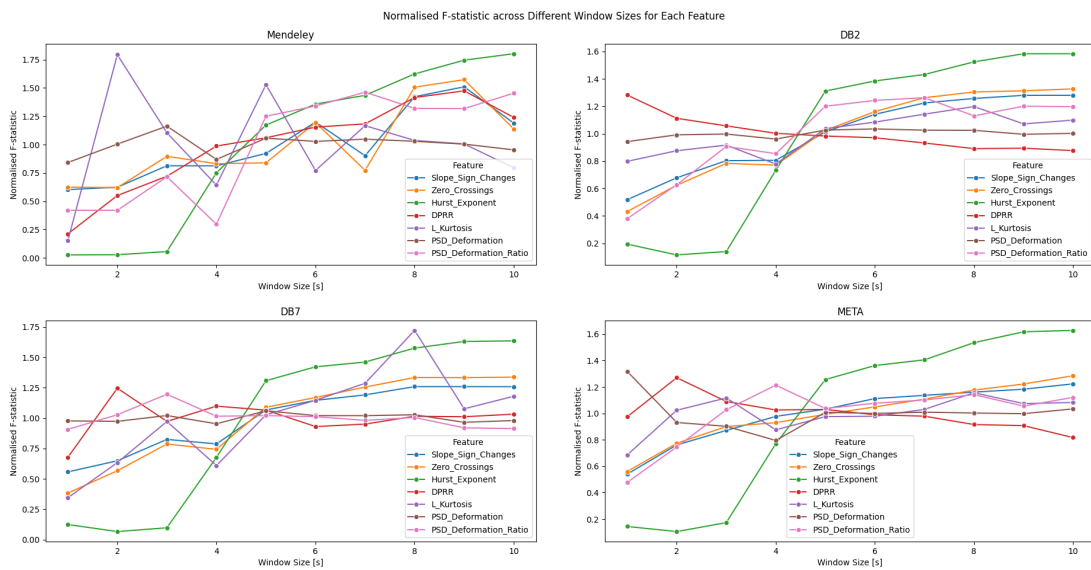 Normalised F-statistic across Different Window Sizes for Each Feature
Mendeley
Normalised F-statistic
1.75
1.50
1.25
1.00
0.75
0.50
0.25
0.00
2
4
6
8
10
Window Size [s]
Feature
Slope_Sign_Changes
Zero_Crossings
Hurst_Exponent
DPRR
L_Kurtosis
PSD_Deformation
PSD_Deformation_Ratio
DB2
Normalised F-statistic
1.6
1.4
1.2
1.0
0.8
0.6
0.4
0.2
2
4
6
8
10
Window Size [s]
Feature
Slope_Sign_Changes
Zero_Crossings
Hurst_Exponent
DPRR
L_Kurtosis
PSD_Deformation
PSD_Deformation_Ratio
DB7
Normalised F-statistic
1.75
1.50
1.25
1.00
0.75
0.50
0.25
0.00
2
4
6
8
10
Window Size [s]
Feature
Slope_Sign_Changes
Zero_Crossings
Hurst_Exponent
DPRR
L_Kurtosis
PSD_Deformation
PSD_Deformation_Ratio
META
Normalised F-statistic
1.6
1.4
1.2
1.0
0.8
0.6
0.4
0.2
2
4
6
8
10
Window Size [s]
Feature
Slope_Sign_Changes
Zero_Crossings
Hurst_Exponent
DPRR
L_Kurtosis
PSD_Deformation
PSD_Deformation_Ratio